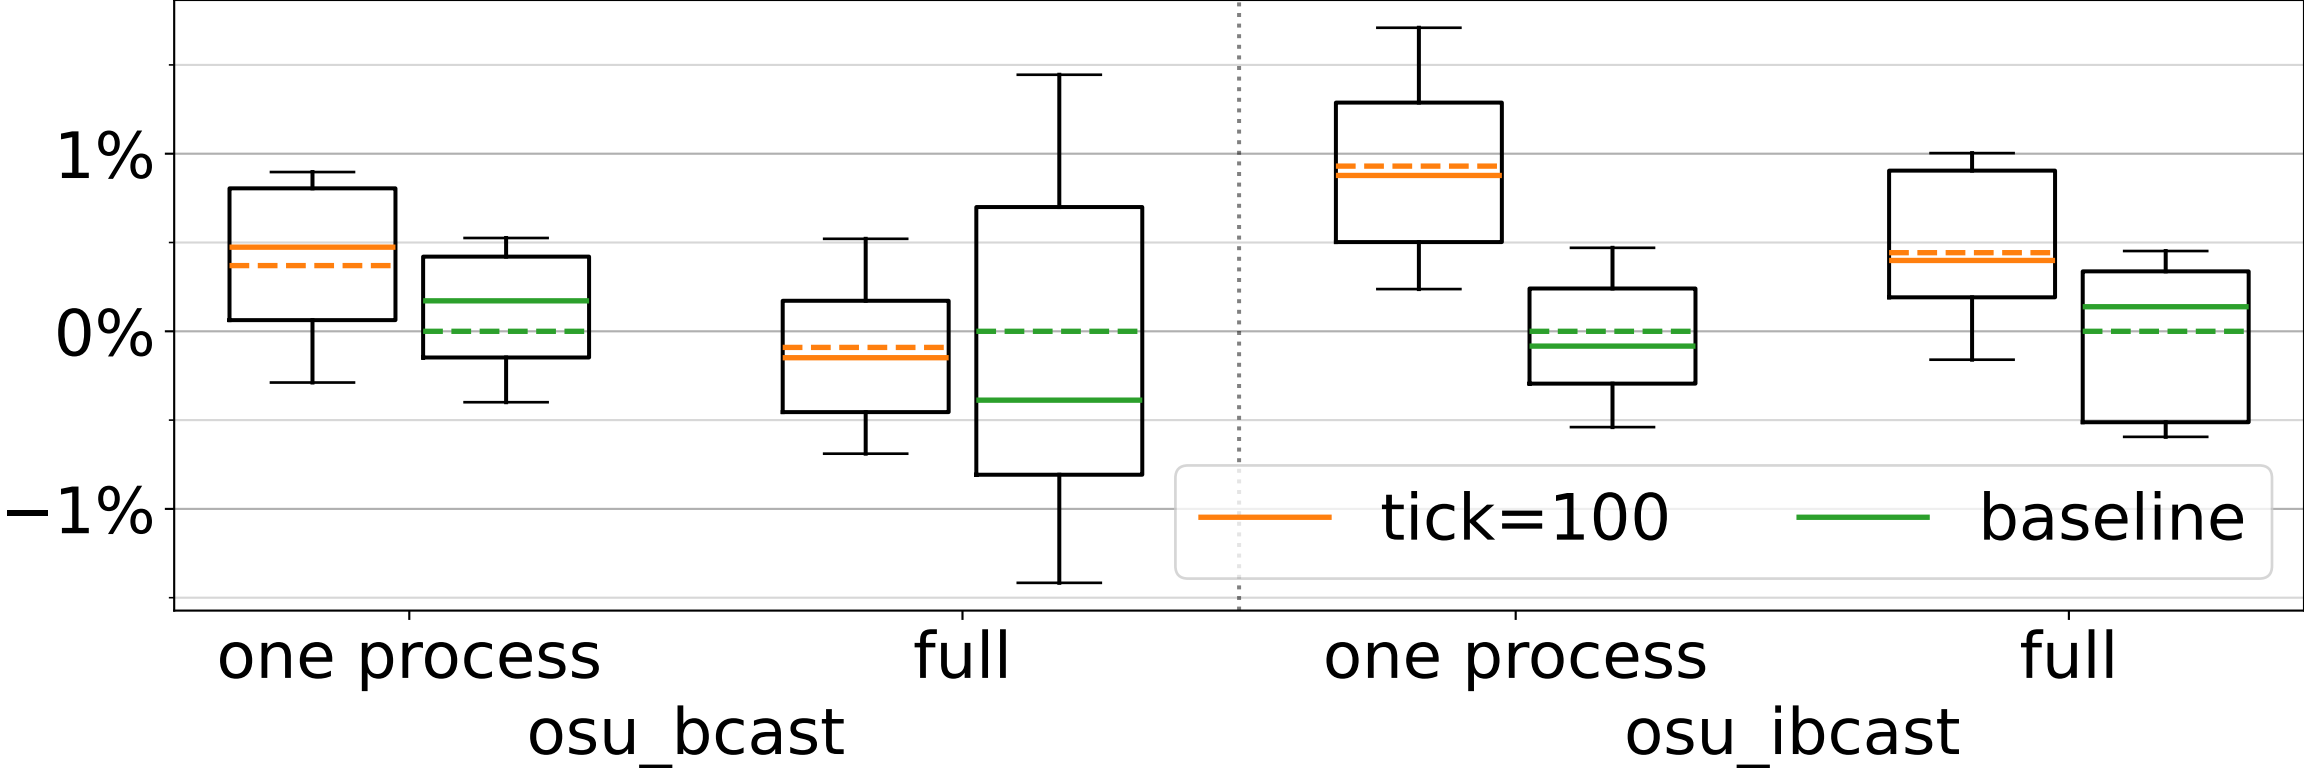 1%
0%
−1%
tick=100 baseline
one process full one process full
osu_bcast osu_ibcast